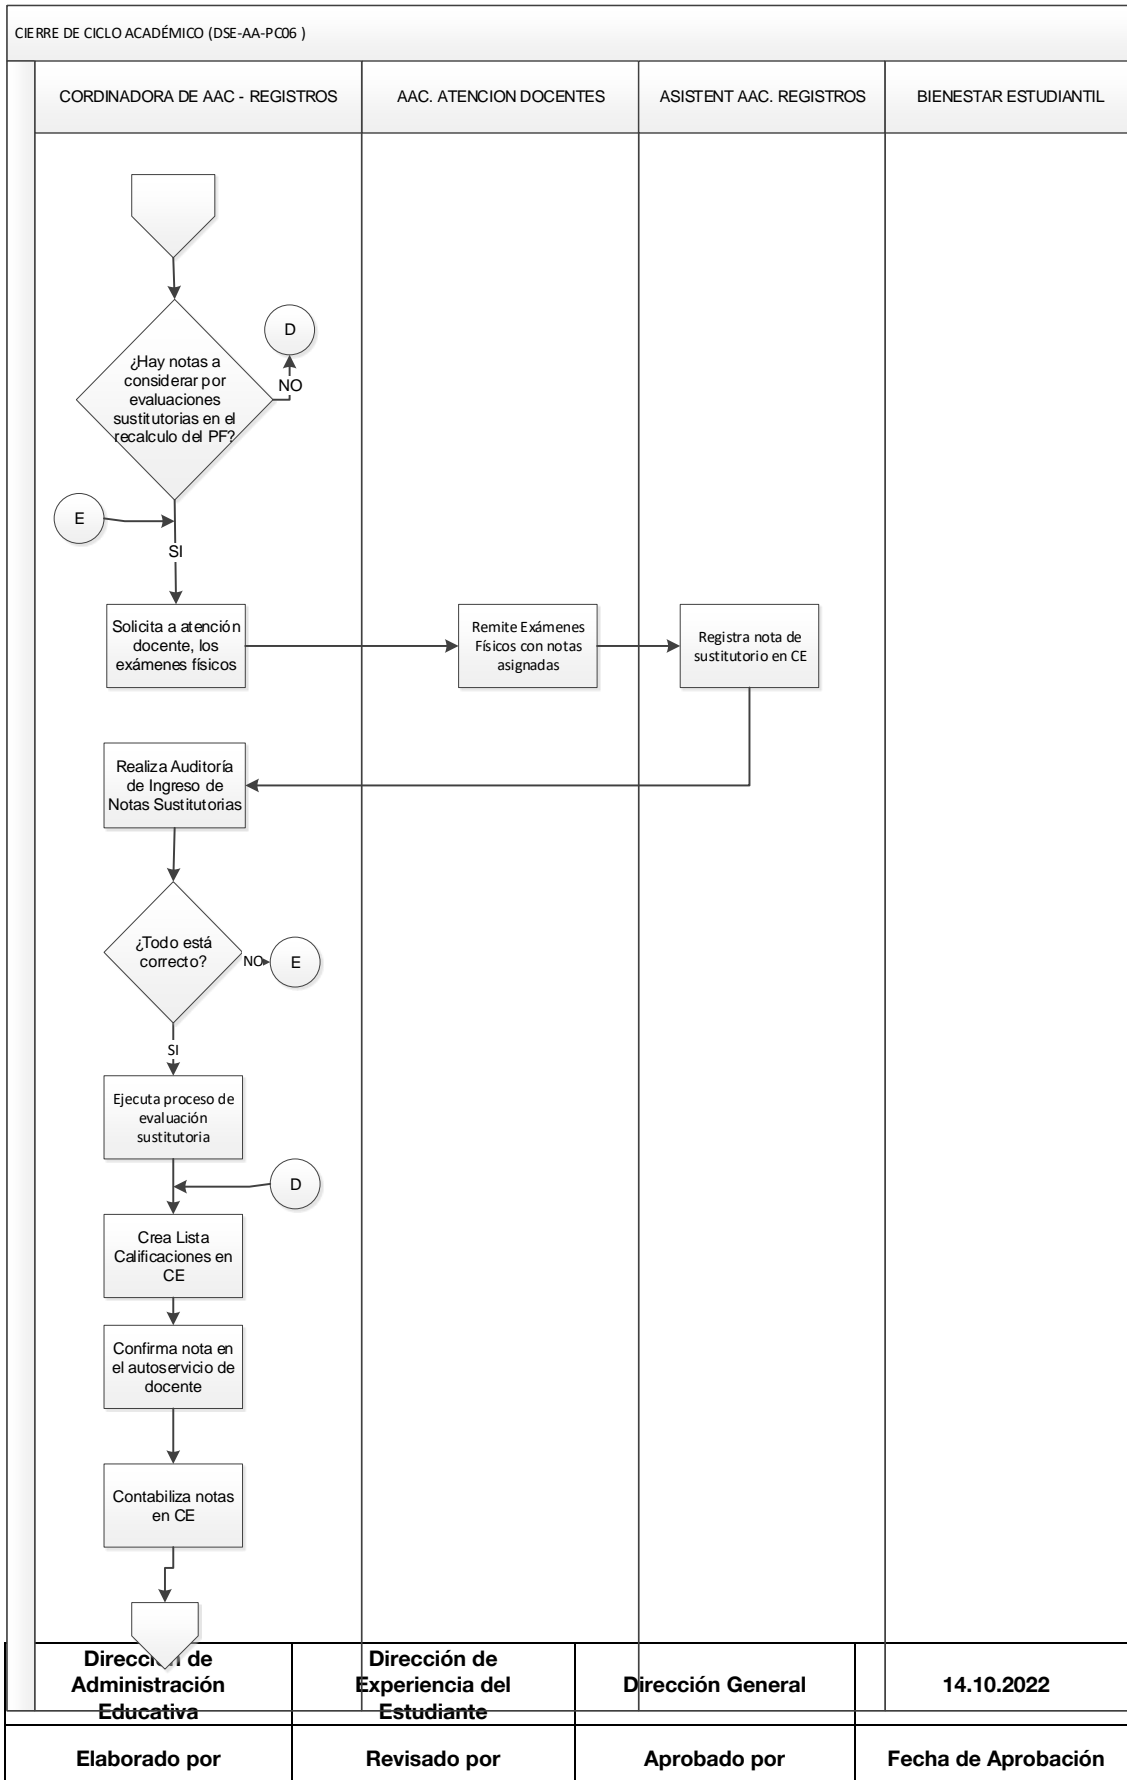 CIERRE DE CICLO ACADÉMICO (DSE-AA-PC06 )
CORDINADORA DE AAC - REGISTROS
AAC. ATENCION DOCENTES
ASISTENT AAC. REGISTROS
BIENESTAR ESTUDIANTIL
D
¿Hay notas a
considerar por
evaluaciones
sustitutorias en el
recalculo del PF?
NO
E
SI
Solicita a atención
docente, los
exámenes físicos
Remite Exámenes
Físicos con notas
asignadas
Registra nota de
sustitutorio en CE
Realiza Auditoría
de Ingreso de
Notas Sustitutorias
¿Todo está
correcto?
NO
E
SI
Ejecuta proceso de
evaluación
sustitutoria
D
Crea Lista
Calificaciones en
CE
Confirma nota en
el autoservicio de
docente
Contabiliza notas
en CE
Dirección de
Administración
Educativa
Dirección de
Experiencia del
Estudiante
Dirección General
14.10.2022
Elaborado por
Revisado por
Aprobado por
Fecha de Aprobación